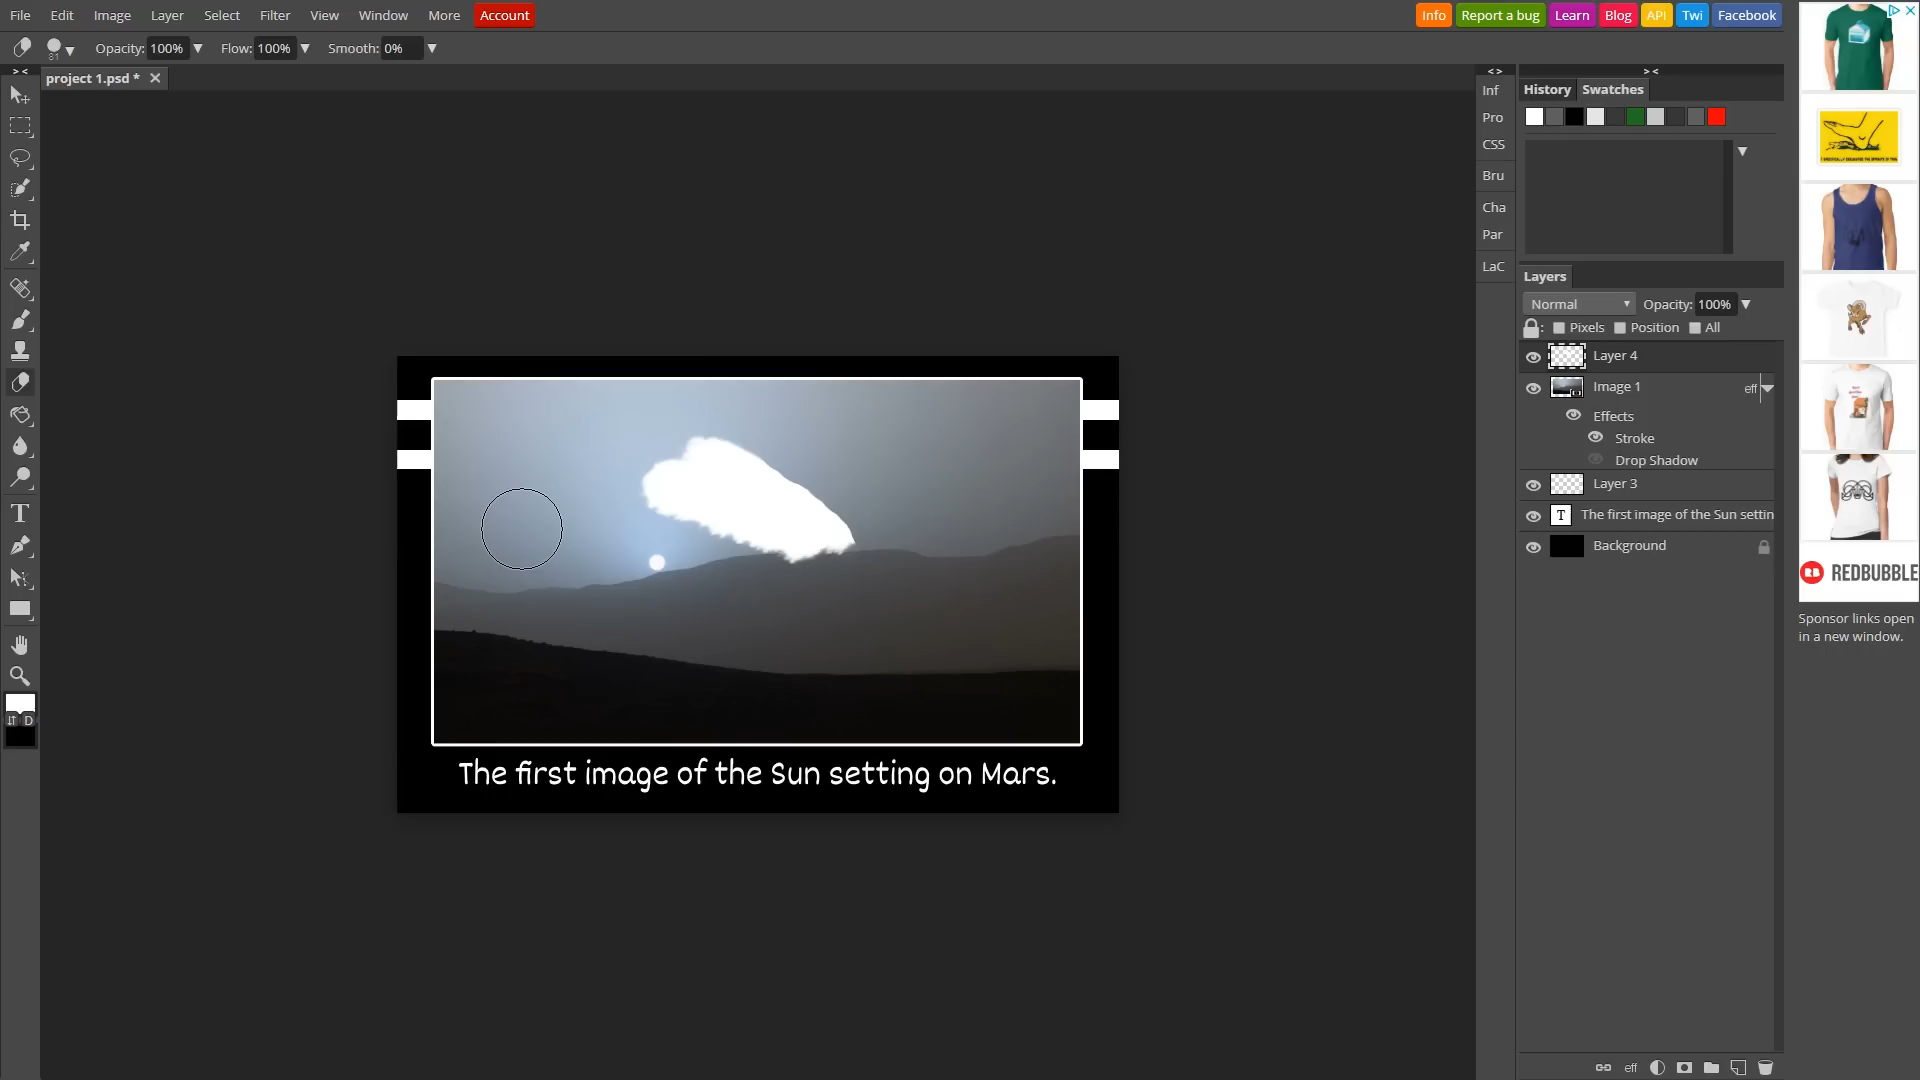 File Edit Image Layer Select Filter View Window More Account Info Report a bug Learn Blog API Twi Facebook
81 Opacity: 100% Flow: 100% Smooth: 0%
project 1.psd *
Inf
Pro
CSS
Bru
Cha
Par
LaC
History Swatches
Layers
Normal Opacity: 100%
Pixels Position All
Layer 4
Image 1 eff
Effects
Stroke
Drop Shadow
Layer 3
T The first image of the Sun settin
Background
T
D
The first image of the Sun setting on Mars.
eff
RB REDBUBBLE
Sponsor links open
in a new window.